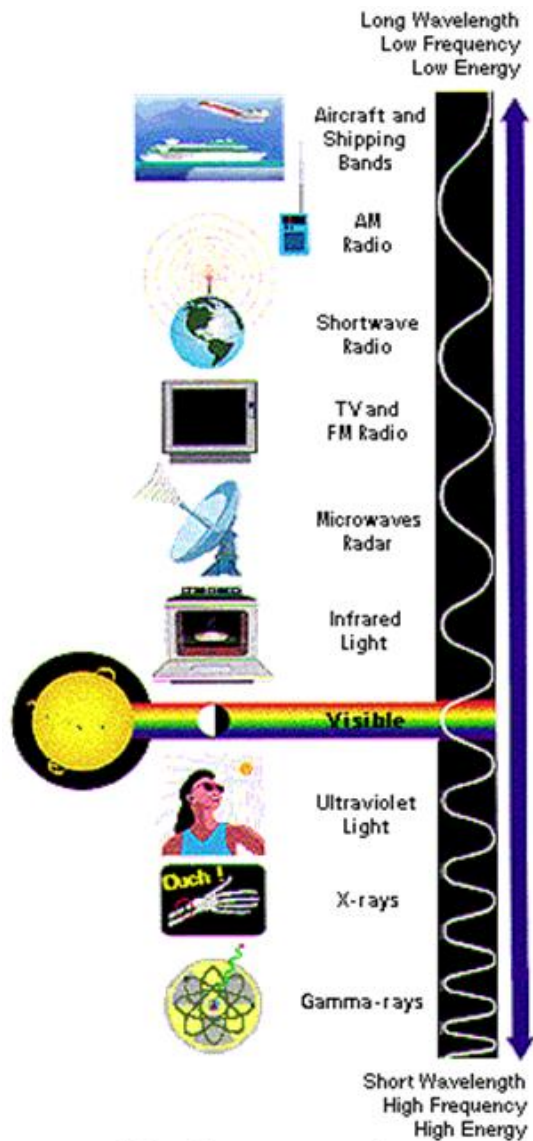 Long Wavelength
Low Frequency
Low Energy
Aircraft and
Shipping
Bands
AM
Radio
Shortwave
Radio
TV and
FM Radio
Microwaves
Radar
Infrared
Light
Visible
Ultraviolet
Light
Ouch !
X-rays
Gamma-rays
Short Wavelength
High Frequency
High Energy